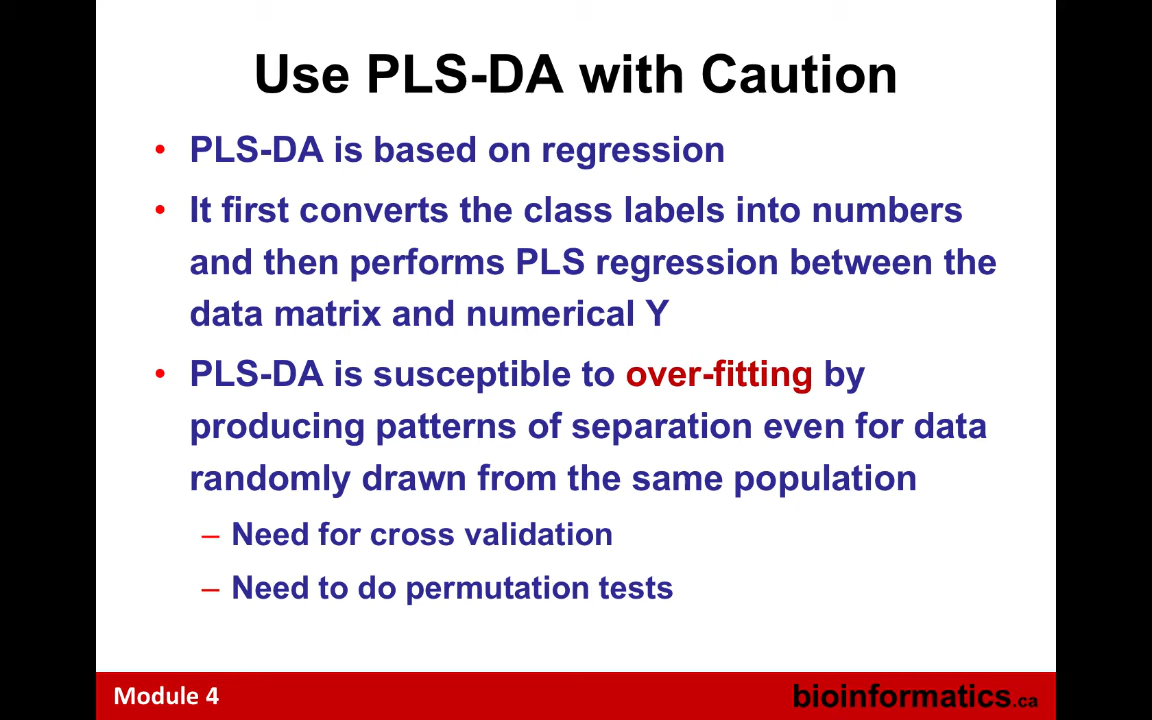 Use PLS-DA with Caution
• PLS-DA is based on regression
• It first converts the class labels into numbers
and then performs PLS regression between the
data matrix and numerical Y
• PLS-DA is susceptible to over-fitting by
producing patterns of separation even for data
randomly drawn from the same population
– Need for cross validation
– Need to do permutation tests
Module 4
bioinformatics.ca